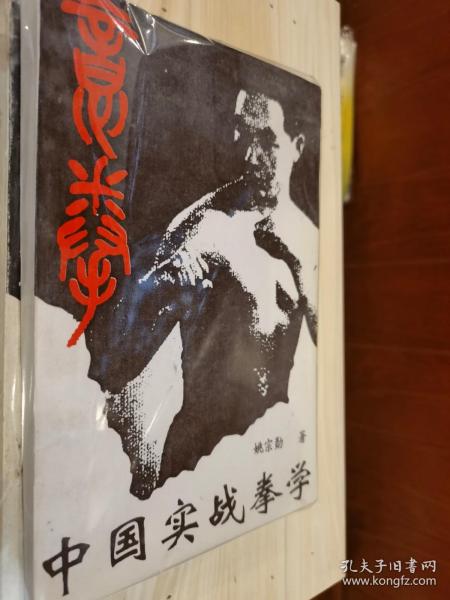 意拳
姚宗勛 著
中国实战拳学
孔夫子旧书网
www.kongfz.com